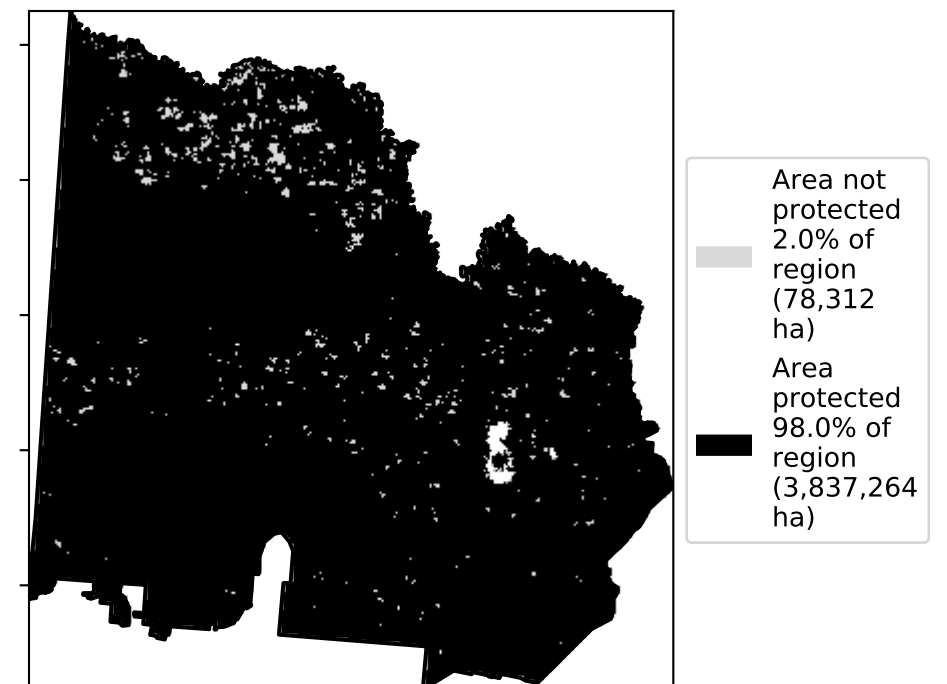 Area not
protected
2.0% of
region
(78,312
ha)
Area
protected
98.0% of
region
(3,837,264
ha)